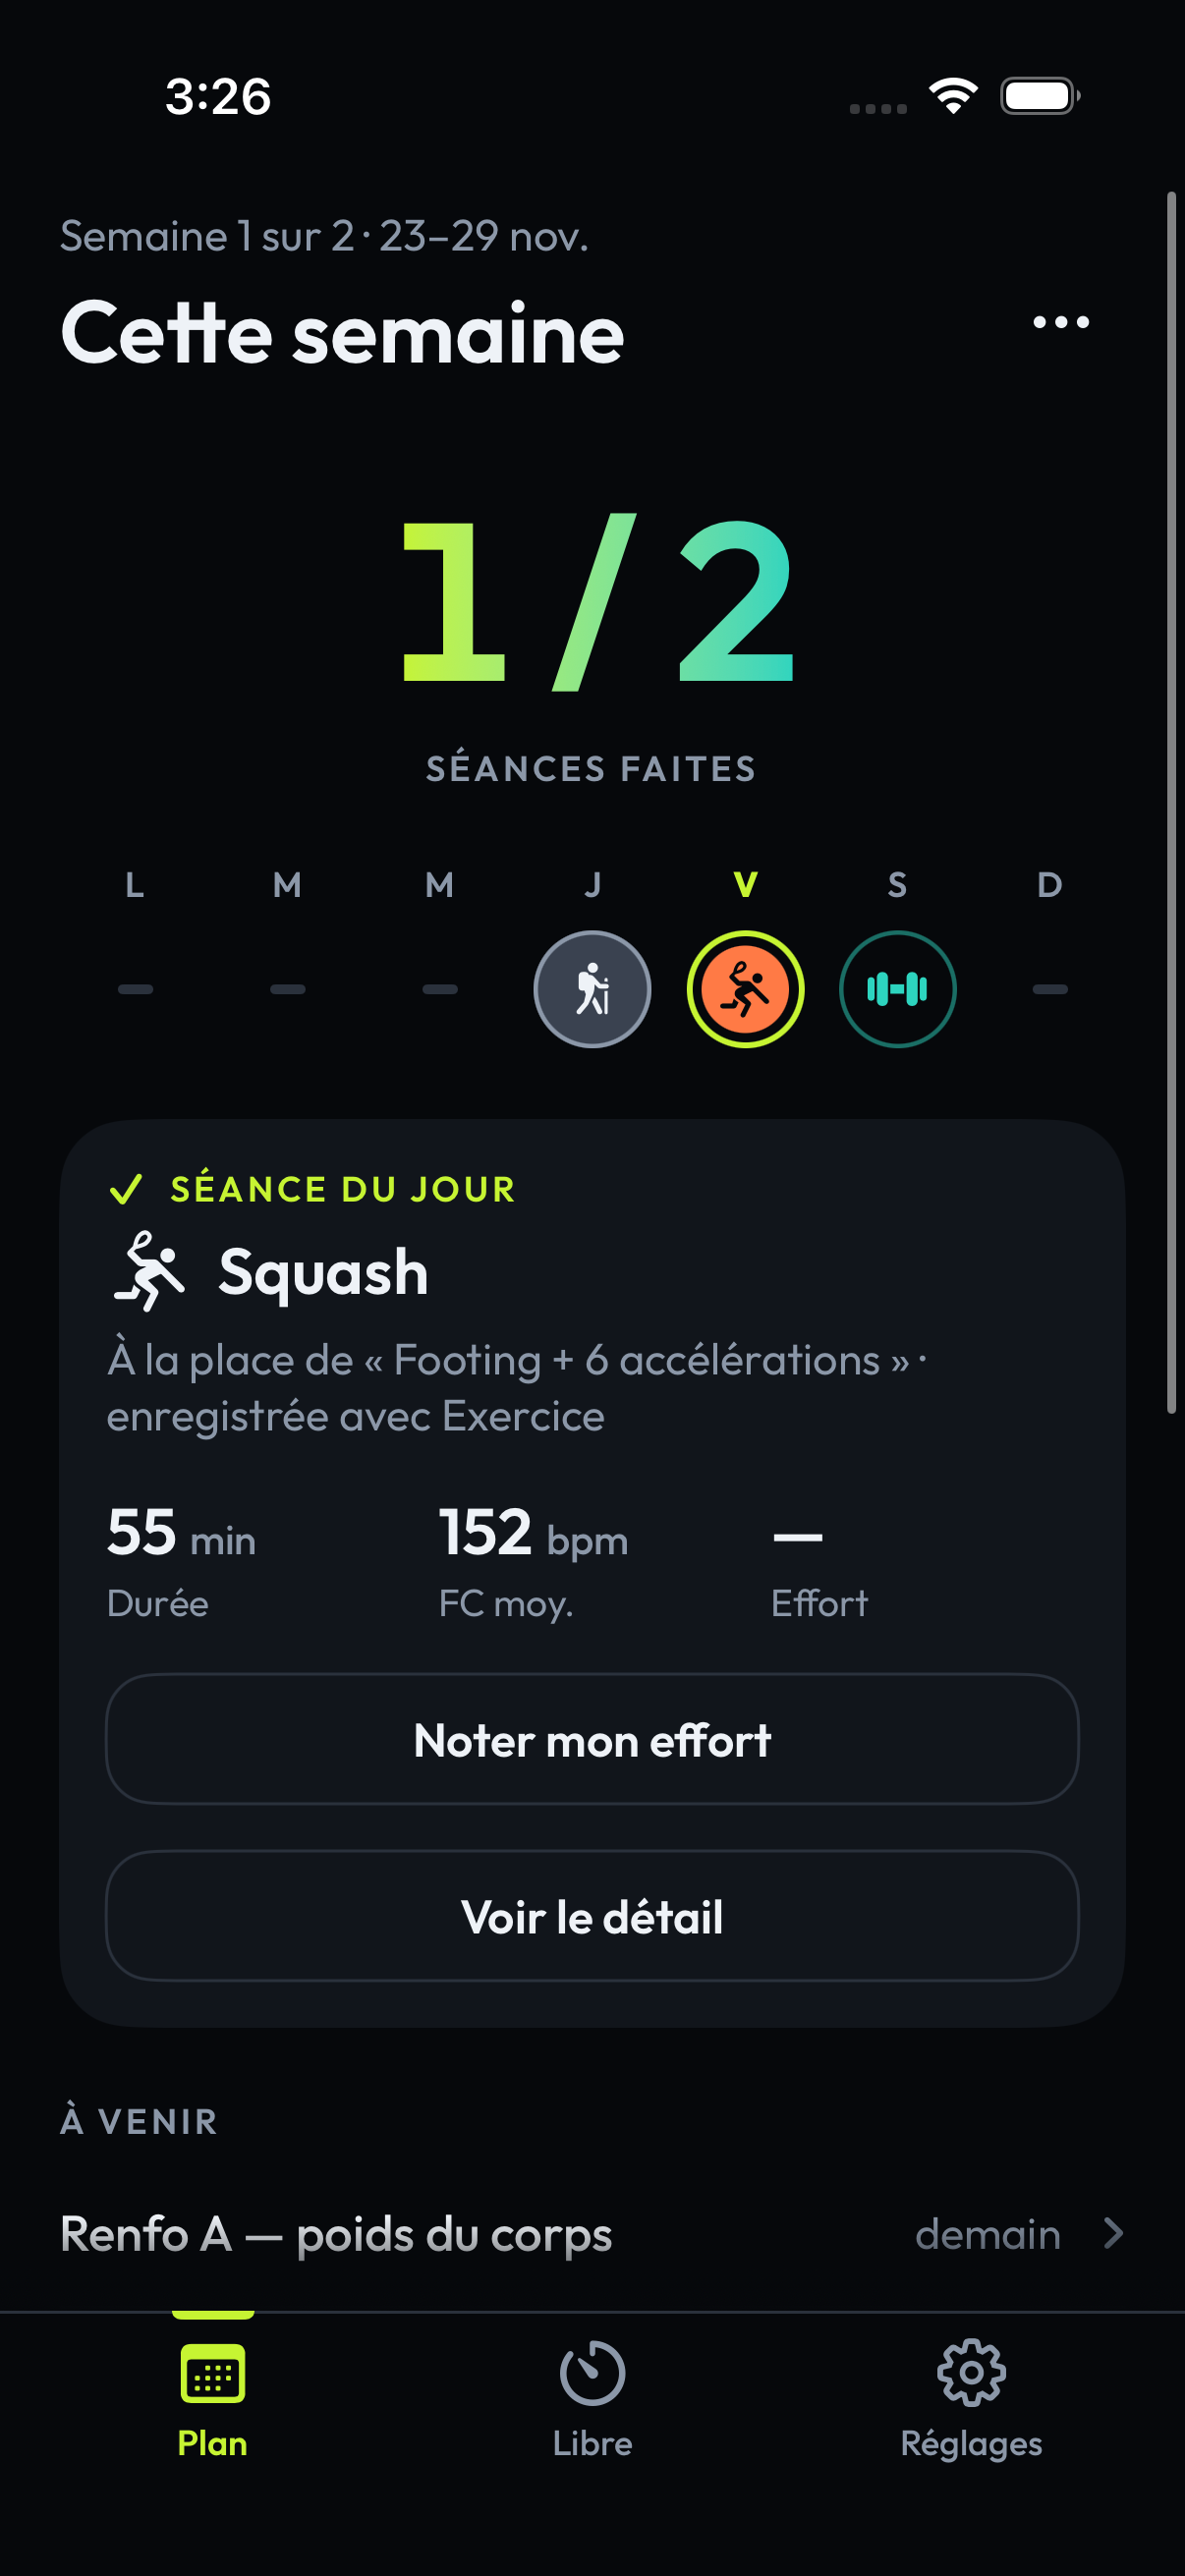 3:26
Semaine 1 sur 2 · 23–29 nov.
Cette semaine
1/2
SÉANCES FAITES
L M M J V S D
SÉANCE DU JOUR
Squash
À la place de « Footing + 6 accélérations » ·
enregistrée avec Exercice
55 min 152 bpm —
Durée FC moy. Effort
Noter mon effort
Voir le détail
À VENIR
Renfo A — poids du corps demain
Plan Libre Réglages